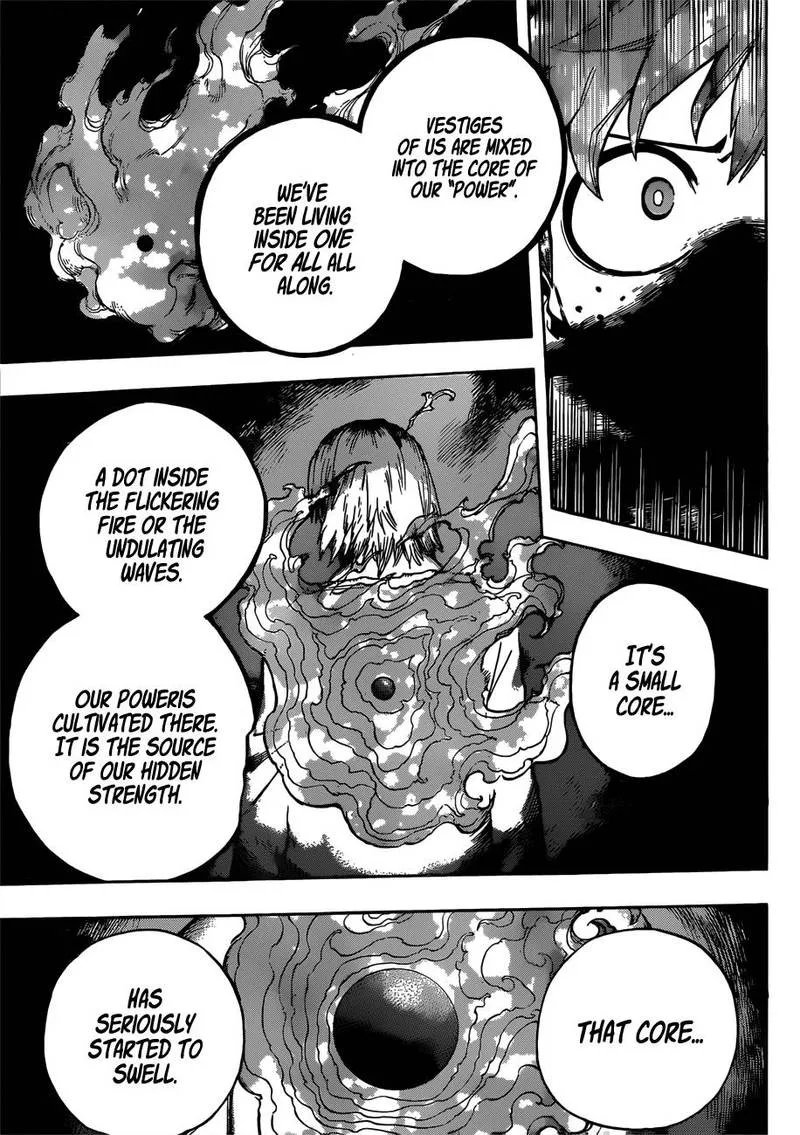 VESTIGES
OF US ARE MIXED
INTO THE CORE OF
OUR "POWER".
WE'VE
BEEN LIVING
INSIDE ONE
FOR ALL ALL
ALONG.
IT'S
A SMALL
CORE...
A DOT INSIDE
THE FLICKERING
FIRE OR THE
UNDULATING
WAVES.
OUR POWERIS
CULTIVATED THERE.
IT IS THE SOURCE
OF OUR HIDDEN
STRENGTH.
THAT CORE...
HAS
SERIOUSLY
STARTED TO
SWELL.